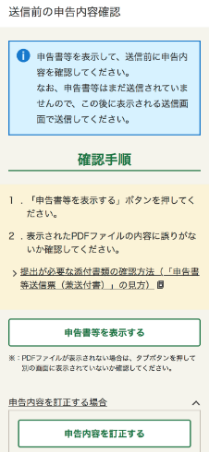 送信前の申告内容確認
申告書等を表示して、送信前に申告内
容を確認してください。
なお、申告書等はまだ送信されていま
せんので、この後に表示される送信画
面で送信してください。
確認手順
1 . 「申告書等を表示する」ボタンを押してく
ださい。
2 . 表示されたPDFファイルの内容に誤りがな
いか確認してください。
提出が必要な添付書類の確認方法（「申告書
等送信票（兼送付書）」の見方）
申告書等を表示する
※：PDFファイルが表示されない場合は、タブボタンを押して
別の画面に表示されていないか確認してください。
申告内容を訂正する場合
申告内容を訂正する